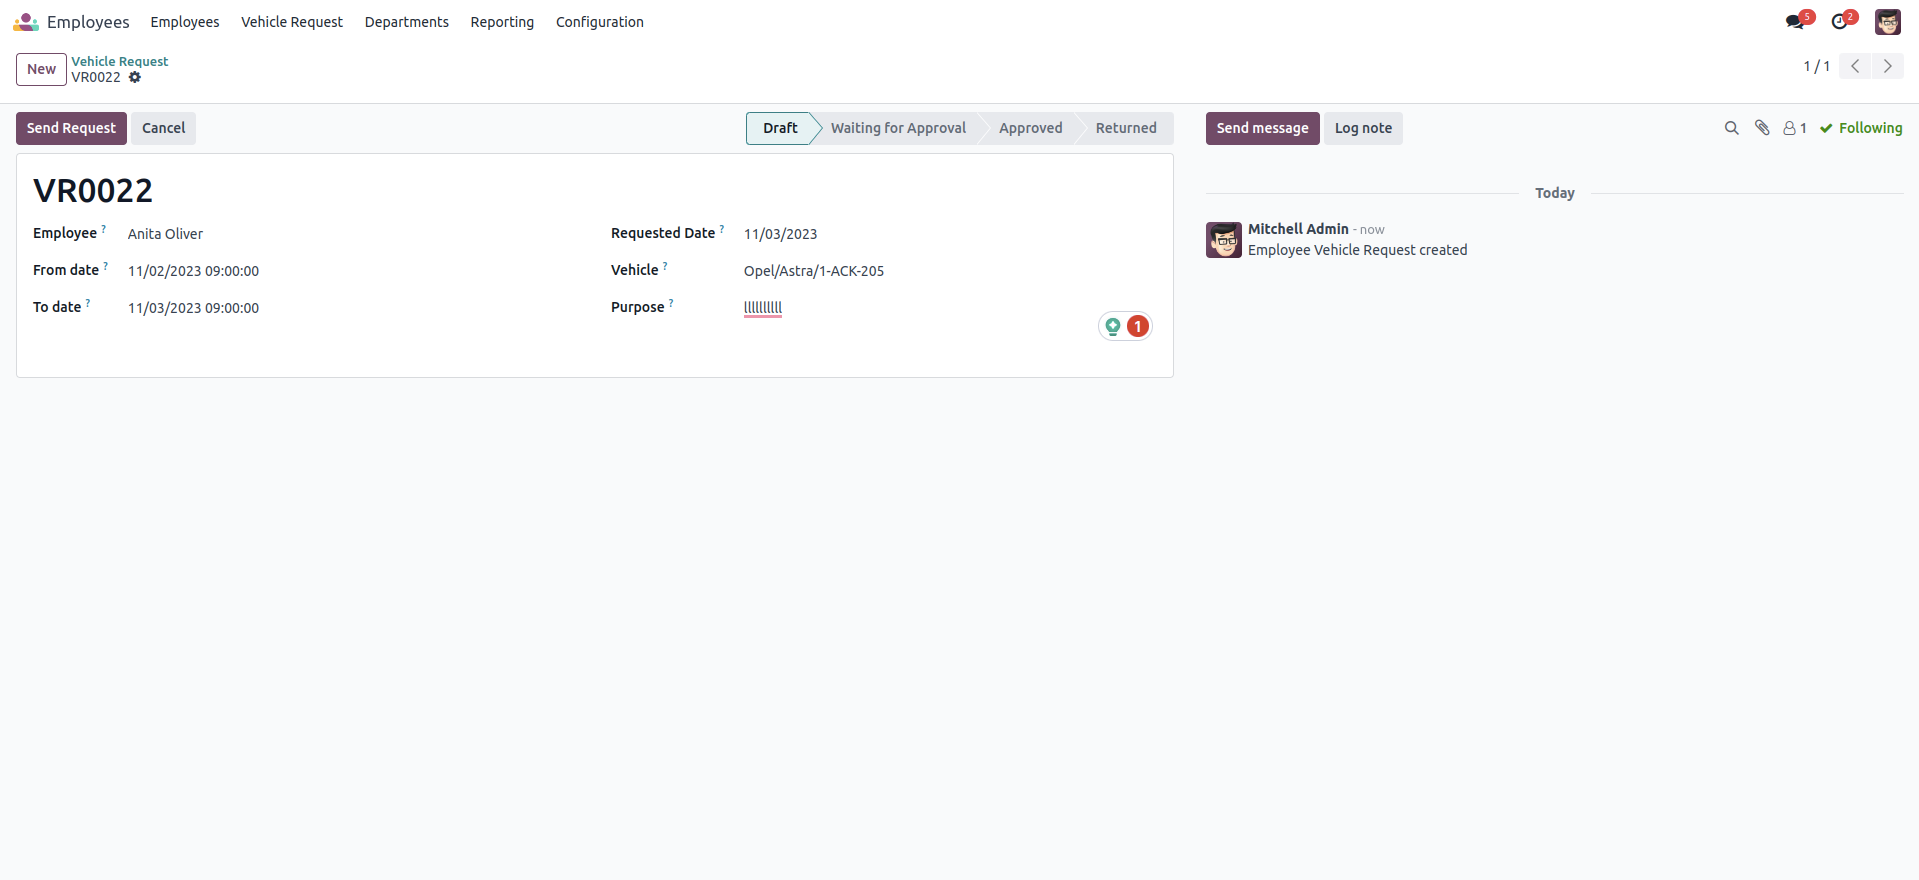 Employees Employees Vehicle Request Departments Reporting Configuration 5 2
New Vehicle Request
VR0022
1 / 1
Send Request Cancel Draft Waiting for Approval Approved Returned
Send message Log note 1 Following
VR0022
Employee ? Anita Oliver
From date ? 11/02/2023 09:00:00
To date ? 11/03/2023 09:00:00
Requested Date ? 11/03/2023
Vehicle ? Opel/Astra/1-ACK-205
Purpose ? llllllllll
1
Today
Mitchell Admin - now
Employee Vehicle Request created